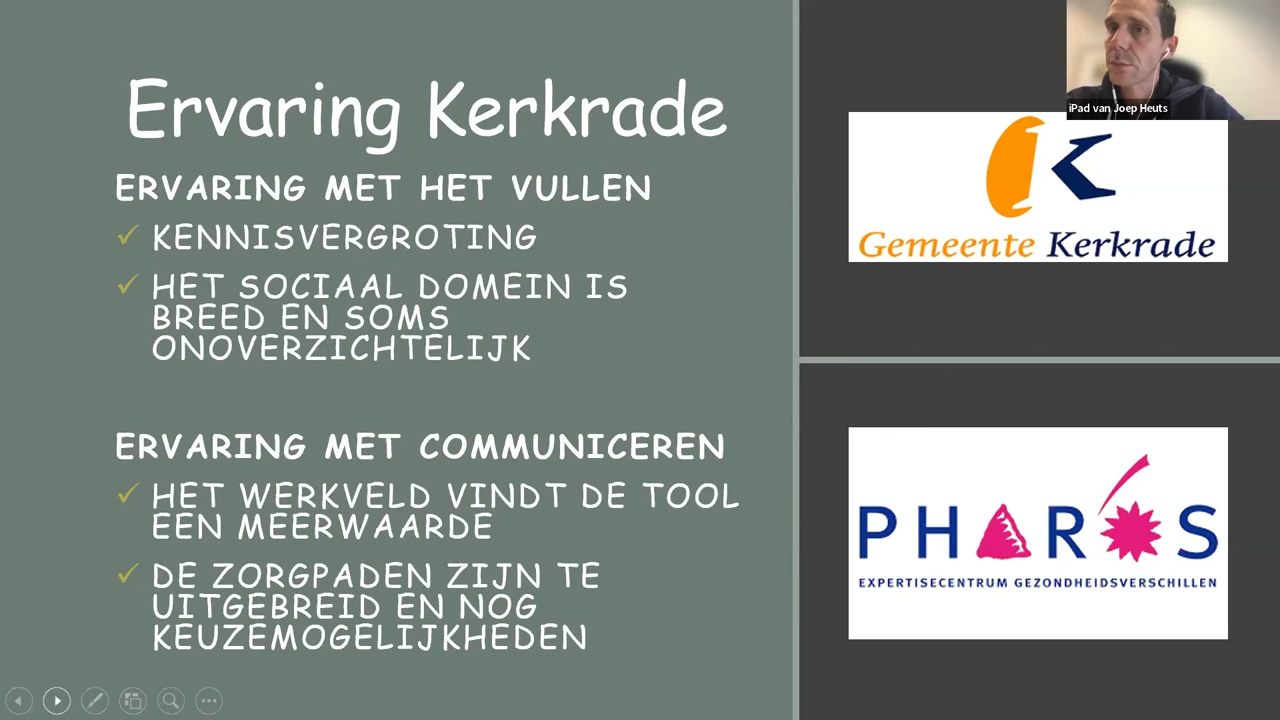 Ervaring Kerkrade
ERVARING MET HET VULLEN
KENNISVERGROTING
HET SOCIAAL DOMEIN IS
BREED EN SOMS
ONOVERZICHTELIJK
ERVARING MET COMMUNICEREN
HET WERKVELD VINDT DE TOOL
EEN MEERWAARDE
DE ZORGPADEN ZIJN TE
UITGEBREID EN NOG
KEUZEMOGELIJKHEDEN
iPad van Joep Heuts
Gemeente Kerkrade
PHAROS
EXPERTISECENTRUM GEZONDHEIDSVERSCHILLEN